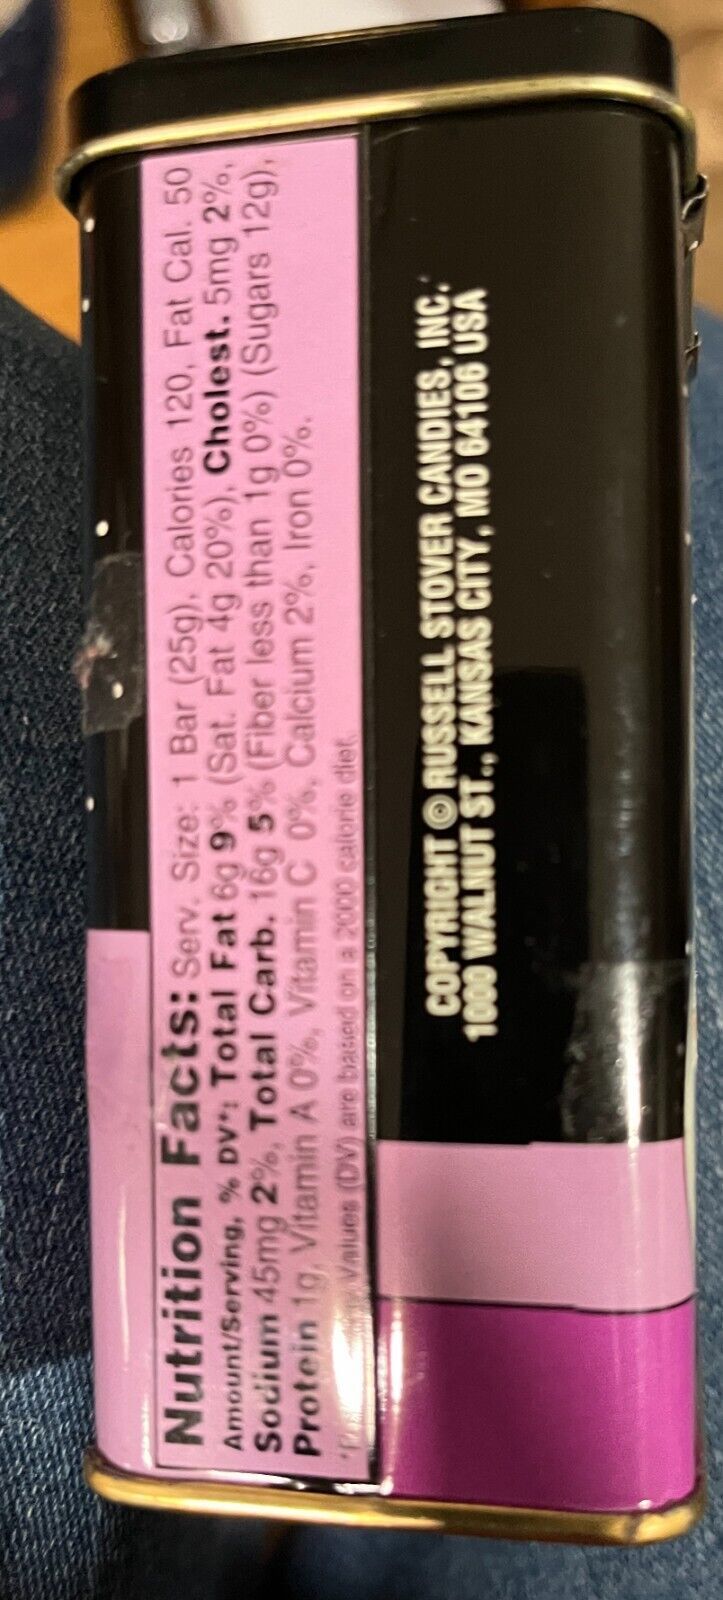 Nutrition Facts: Serv. Size: 1 Bar (25g), Calories 120, Fat Cal. 50
Amount/Serving, % DV*: Total Fat 6g 9% (Sat. Fat 4g 20%), Cholest. 5mg 2%,
Sodium 45mg 2%, Total Carb. 16g 5% (Fiber less than 1g 0%) (Sugars 12g),
Protein 1g, Vitamin A 0%, Vitamin C 0%, Calcium 2%, Iron 0%.
Values (DV) are based on a 2000 calorie diet.
COPYRIGHT © RUSSELL STOVER CANDIES, INC.
1000 WALNUT ST., KANSAS CITY, MO 64106 USA